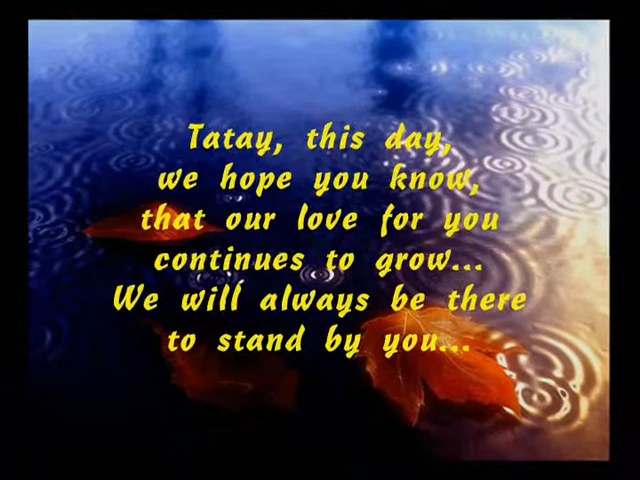 Tatay, this day,
we hope you know,
that our love for you
continues to grow...
We will always be there
to stand by you...